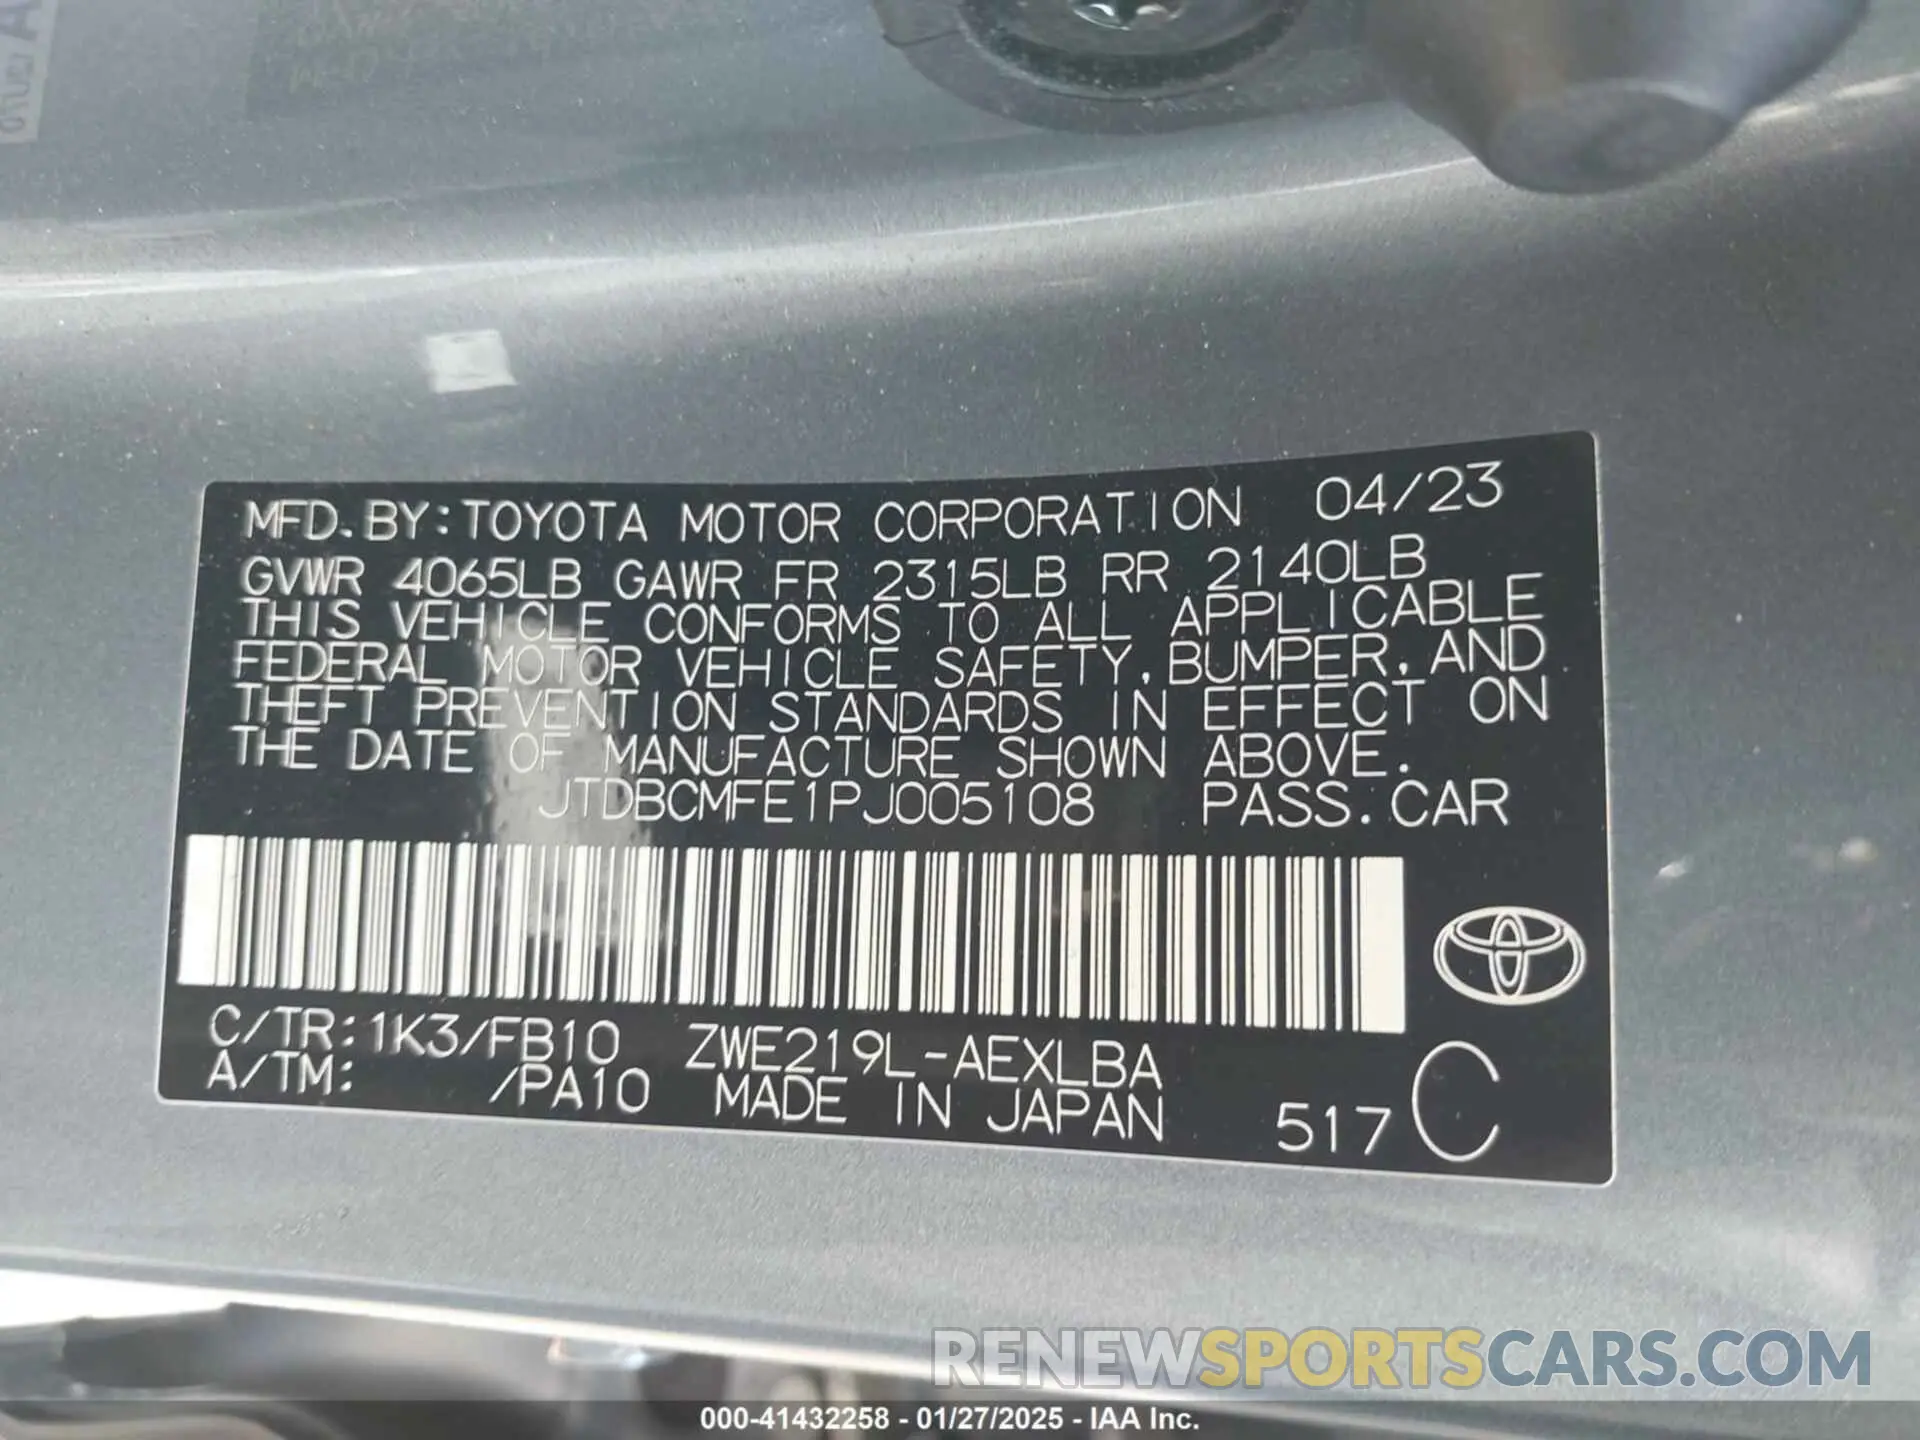 MFD. BY: TOYOTA MOTOR CORPORATION 04/23
GVWR 4065LB GAWR FR 2315LB RR 2140LB
THIS VEHICLE CONFORMS TO ALL APPLICABLE
FEDERAL MOTOR VEHICLE SAFETY, BUMPER, AND
THEFT PREVENTION STANDARDS IN EFFECT ON
THE DATE OF MANUFACTURE SHOWN ABOVE.
JTDBCMFE1PJ005108 PASS. CAR
C/TR: 1K3/FB10 ZWE219L-AEXLBA
A/TM: /PA10 MADE IN JAPAN 517 C
RENEWSPORTSCARS.COM
000-41432258 - 01/27/2025 - IAA Inc.